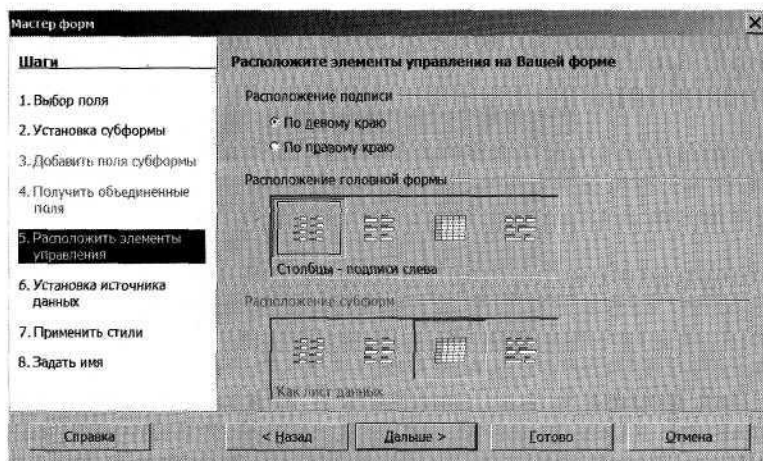 Мастер форм
Шаги
1. Выбор поля
2. Установка субформы
3. Добавить поля субформы
4. Получить объединенные
поля
5. Расположить элементы
управления
6. Установка источника
данных
7. Применить стили
8. Задать имя
Расположите элементы управления на Вашей форме
Расположение подписи
По левому краю
По правому краю
Расположение головной формы
Столбцы - подписи слева
Расположение субформ
Как лист данных
Справка
< Назад
Дальше >
Готово
Отмена